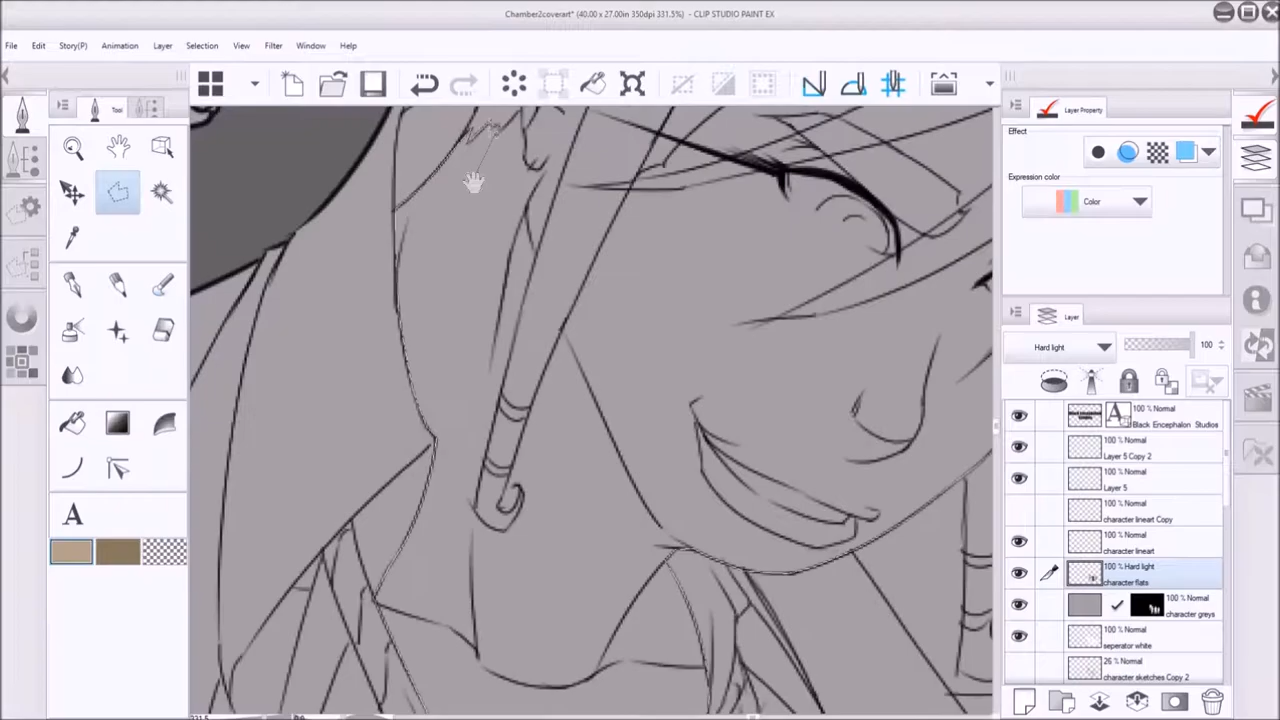 Chamber2coverart* (40.00 x 27.00in 350dpi 331.5%) - CLIP STUDIO PAINT EX
File Edit Story(P) Animation Layer Selection View Filter Window Help
Tool
Layer Property
Effect
Expression color
Color
Layer
Hard light 100
100 % Normal
Black Encephalon Studios
100 % Normal
Layer 5 Copy 2
100 % Normal
Layer 5
100 % Normal
character lineart Copy
100 % Normal
character lineart
100 % Hard light
character flats
100 % Normal
character greys
100 % Normal
seperator white
26 % Normal
character sketches Copy 2
A
331.5